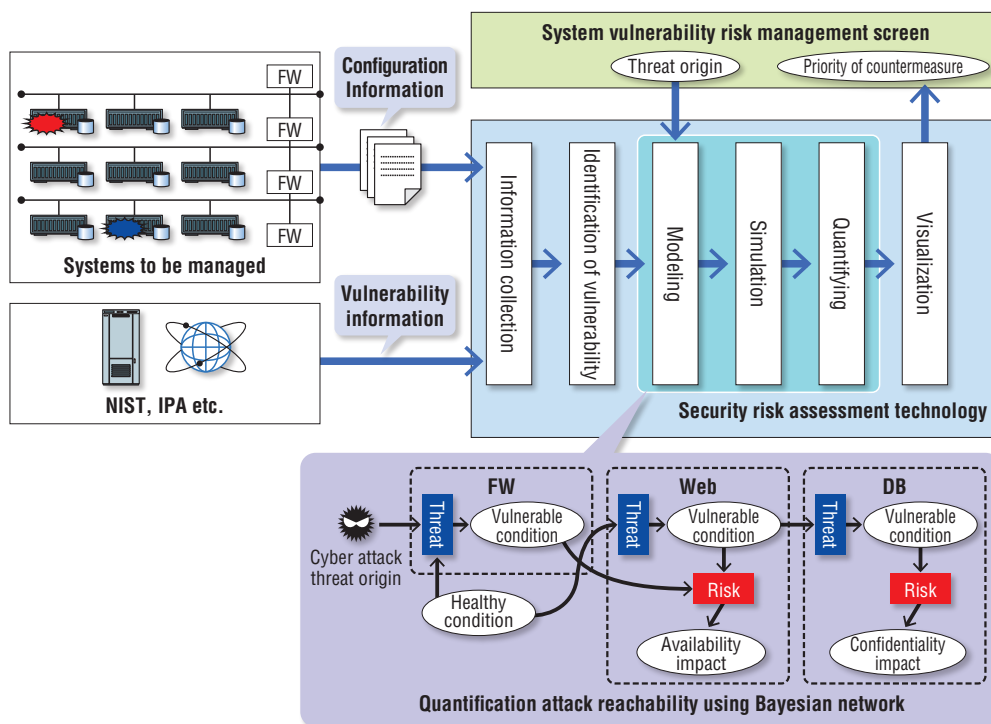 System vulnerability risk management screen
Threat origin
Priority of countermeasure
FW
FW
FW
FW
Systems to be managed
Configuration
Information
NIST, IPA etc.
Vulnerability
information
Information collection
Identification of vulnerability
Modeling
Simulation
Quantifying
Visualization
Security risk assessment technology
FW
Web
DB
Cyber attack
threat origin
Threat
Vulnerable
condition
Healthy
condition
Threat
Vulnerable
condition
Risk
Availability
impact
Threat
Vulnerable
condition
Risk
Confidentiality
impact
Quantification attack reachability using Bayesian network